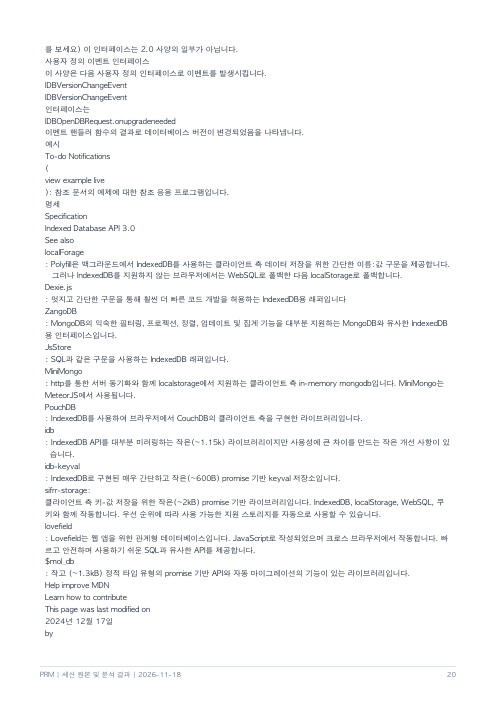 를 보세요) 이 인터페이스는 2.0 사양의 일부가 아닙니다.
사용자 정의 이벤트 인터페이스
이 사양은 다음 사용자 정의 인터페이스로 이벤트를 발생시킵니다.
IDBVersionChangeEvent
IDBVersionChangeEvent
인터페이스는
IDBOpenDBRequest.onupgradeneeded
이벤트 핸들러 함수의 결과로 데이터베이스 버전이 변경되었음을 나타냅니다.
예시
To-do Notifications
(
view example live
): 참조 문서의 예제에 대한 참조 응용 프로그램입니다.
명세
Specification
Indexed Database API 3.0
See also
localForage
: Polyfill은 백그라운드에서 IndexedDB를 사용하는 클라이언트 측 데이터 저장을 위한 간단한 이름:값 구문을 제공합니다.
그러나 IndexedDB를 지원하지 않는 브라우저에서는 WebSQL로 폴백한 다음 localStorage로 폴백합니다.
Dexie.js
: 멋지고 간단한 구문을 통해 훨씬 더 빠른 코드 개발을 허용하는 IndexedDB용 래퍼입니다
ZangoDB
: MongoDB의 익숙한 필터링, 프로젝션, 정렬, 업데이트 및 집계 기능을 대부분 지원하는 MongoDB와 유사한 IndexedDB
용 인터페이스입니다.
JsStore
: SQL과 같은 구문을 사용하는 IndexedDB 래퍼입니다.
MiniMongo
: http를 통한 서버 동기화와 함께 localstorage에서 지원하는 클라이언트 측 in-memory mongodb입니다. MiniMongo는
MeteorJS에서 사용됩니다.
PouchDB
: IndexedDB를 사용하여 브라우저에서 CouchDB의 클라이언트 측을 구현한 라이브러리입니다.
idb
: IndexedDB API를 대부분 미러링하는 작은(~1.15k) 라이브러리이지만 사용성에 큰 차이를 만드는 작은 개선 사항이 있
습니다.
idb-keyval
: IndexedDB로 구현된 매우 간단하고 작은(~600B) promise 기반 keyval 저장소입니다.
sifrr-storage:
클라이언트 측 키-값 저장을 위한 작은(~2kB) promise 기반 라이브러리입니다. IndexedDB, localStorage, WebSQL, 쿠
키와 함께 작동합니다. 우선 순위에 따라 사용 가능한 지원 스토리지를 자동으로 사용할 수 있습니다.
lovefield
: Lovefield는 웹 앱을 위한 관계형 데이터베이스입니다. JavaScript로 작성되었으며 크로스 브라우저에서 작동합니다. 빠
르고 안전하며 사용하기 쉬운 SQL과 유사한 API를 제공합니다.
$mol_db
: 작고 (~1.3kB) 정적 타입 유형의 promise 기반 API와 자동 마이그레이션의 기능이 있는 라이브러리입니다.
Help improve MDN
Learn how to contribute
This page was last modified on
2024년 12월 17일
by
PRM | 세션 원문 및 분석 결과 | 2026-11-18
20